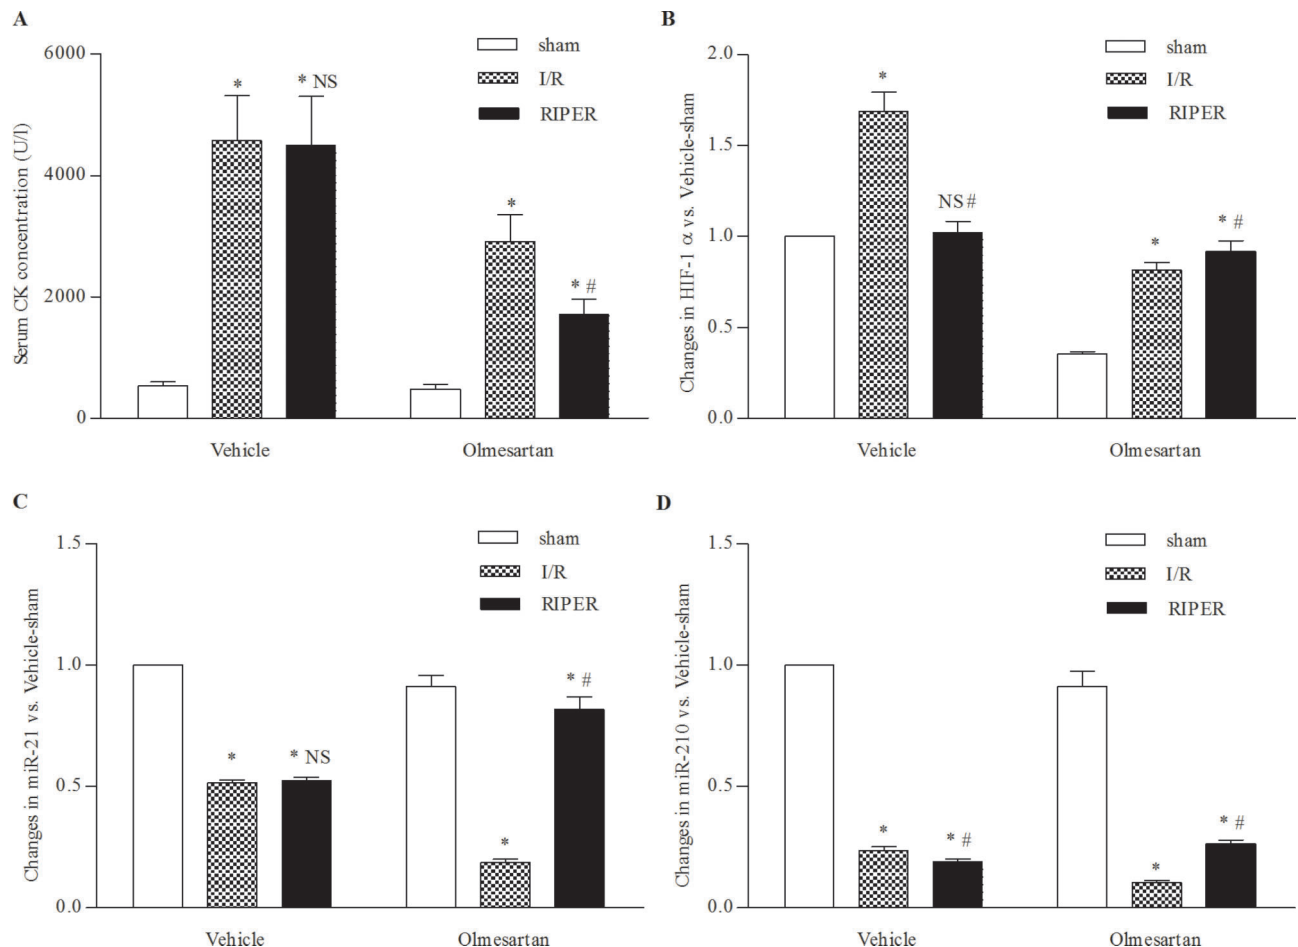 A
Serum CK concentration (U/l)
6000
4000
2000
0
sham
I/R
RIPER
*
* NS
*
* #
Vehicle
Olmesartan
B
Changes in HIF-1 α vs. Vehicle-sham
2.0
1.5
1.0
0.5
0.0
sham
I/R
RIPER
*
NS #
*
* #
Vehicle
Olmesartan
C
Changes in miR-21 vs. Vehicle-sham
1.5
1.0
0.5
0.0
sham
I/R
RIPER
*
* NS
*
* #
Vehicle
Olmesartan
D
Changes in miR-210 vs. Vehicle-sham
1.5
1.0
0.5
0.0
sham
I/R
RIPER
*
* #
*
* #
Vehicle
Olmesartan